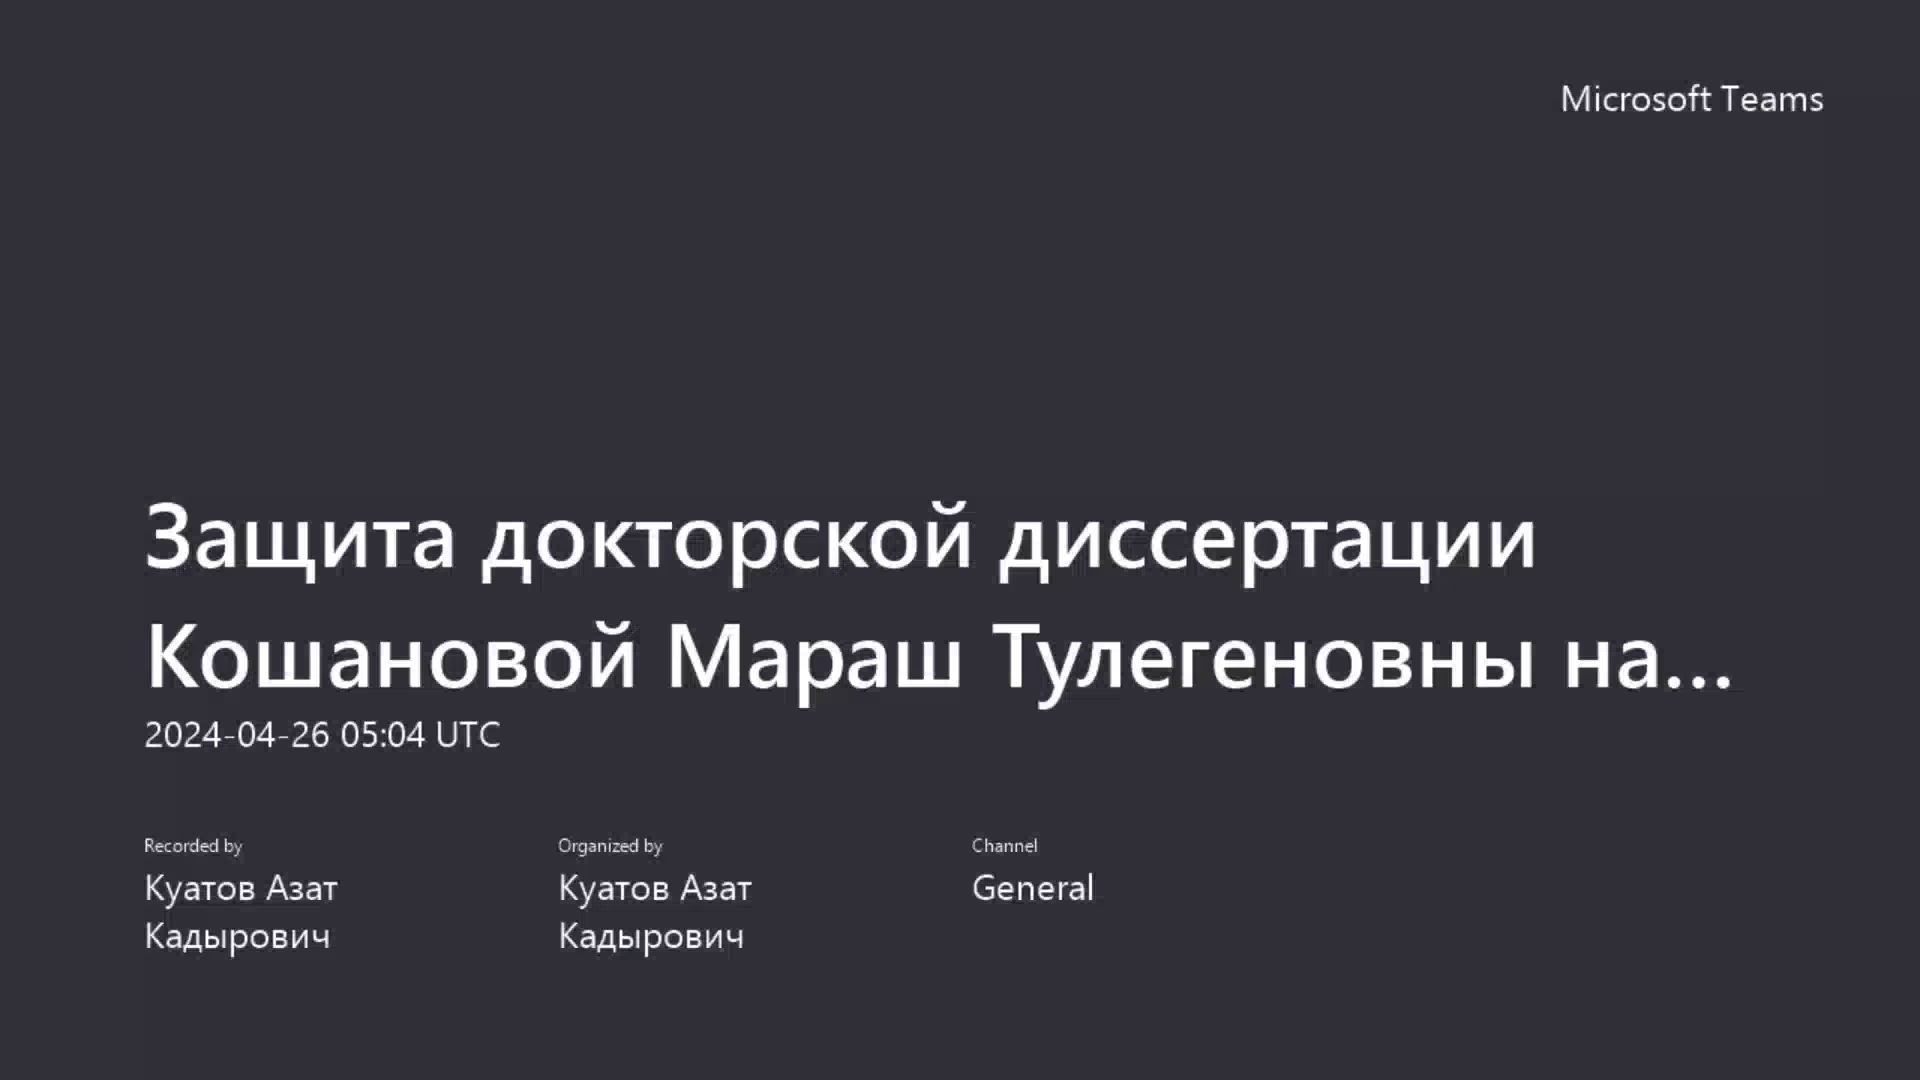 Microsoft Teams
Защита докторской диссертации
Кошановой Мараш Тулегеновны на...
2024-04-26 05:04 UTC
Recorded by
Куатов Азат
Кадырович
Organized by
Куатов Азат
Кадырович
Channel
General